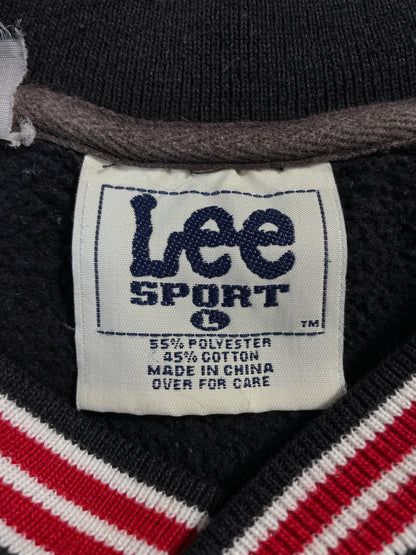 Lee
SPORT
L
TM
55% POLYESTER
45% COTTON
MADE IN CHINA
OVER FOR CARE